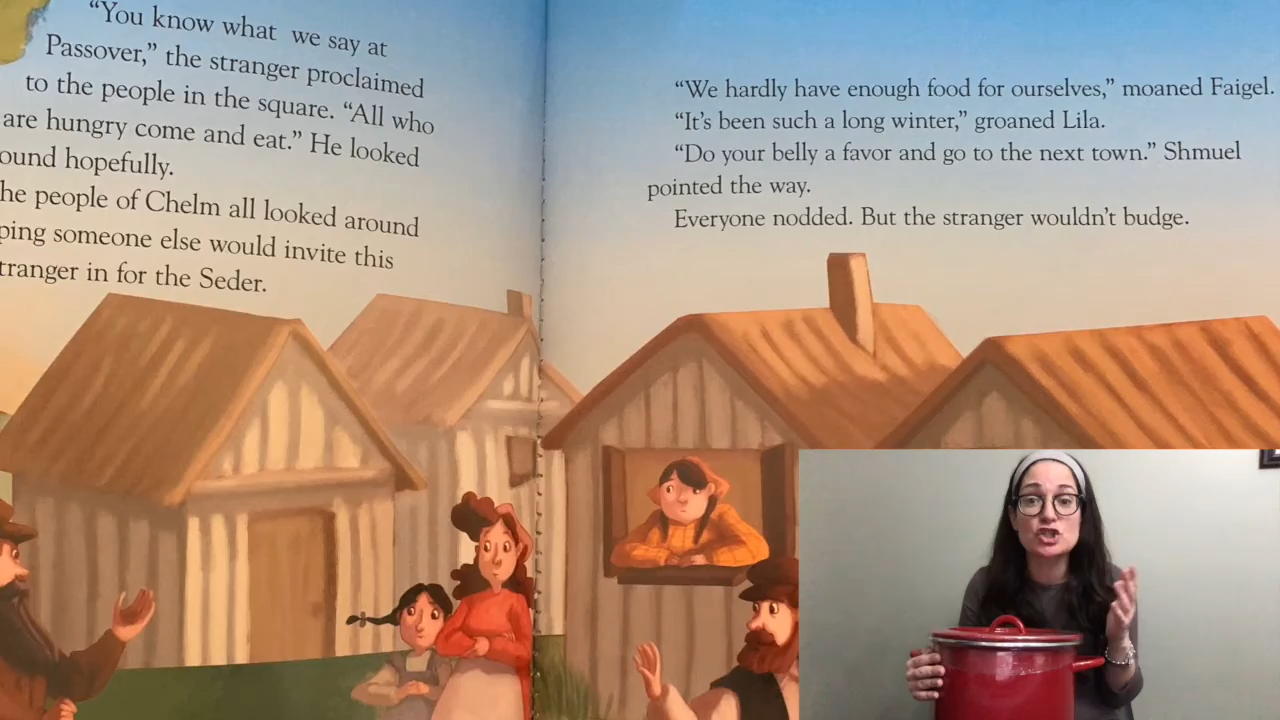 “You know what we say at
Passover,” the stranger proclaimed
to the people in the square. “All who
are hungry come and eat.” He looked
hopefully.
people of Chelm all looked around
someone else would invite this
in for the Seder.
“We hardly have enough food for ourselves,” moaned Faigel.
“It’s been such a long winter,” groaned Lila.
“Do your belly a favor and go to the next town.” Shmuel
pointed the way.
Everyone nodded. But the stranger wouldn’t budge.